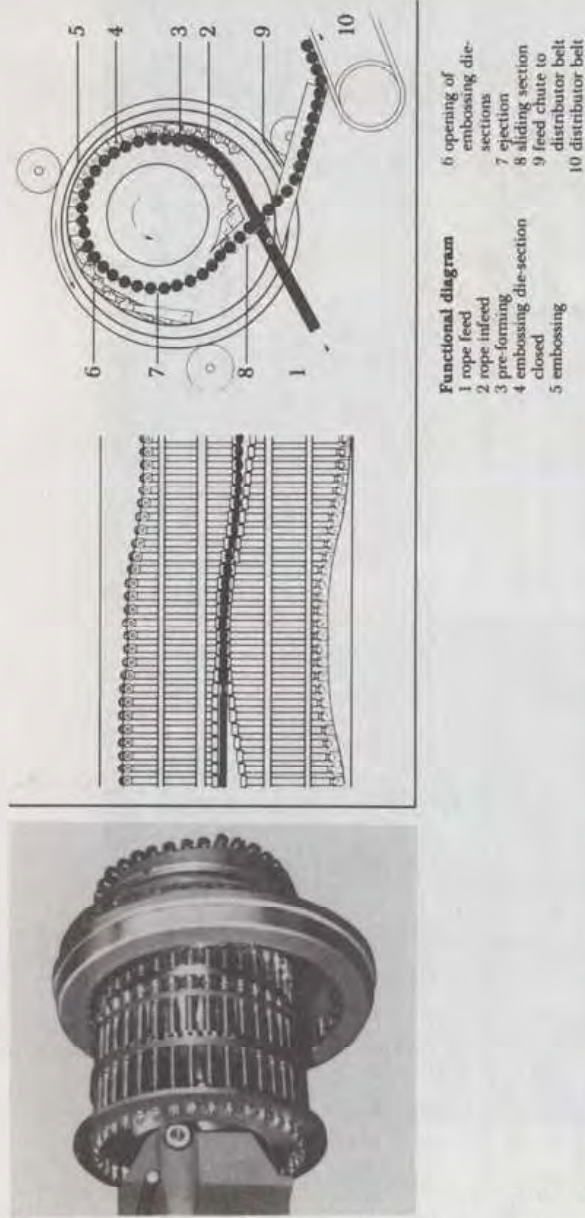 5
4
3
2
9
10
6
7
8
1
Functional diagram
1 rope feed
2 rope infeed
3 pre-forming
4 embossing die-section
closed
5 embossing
6 opening of
embossing die-
sections
7 ejection
8 sliding section
9 feed chute to
distributor belt
10 distributor belt